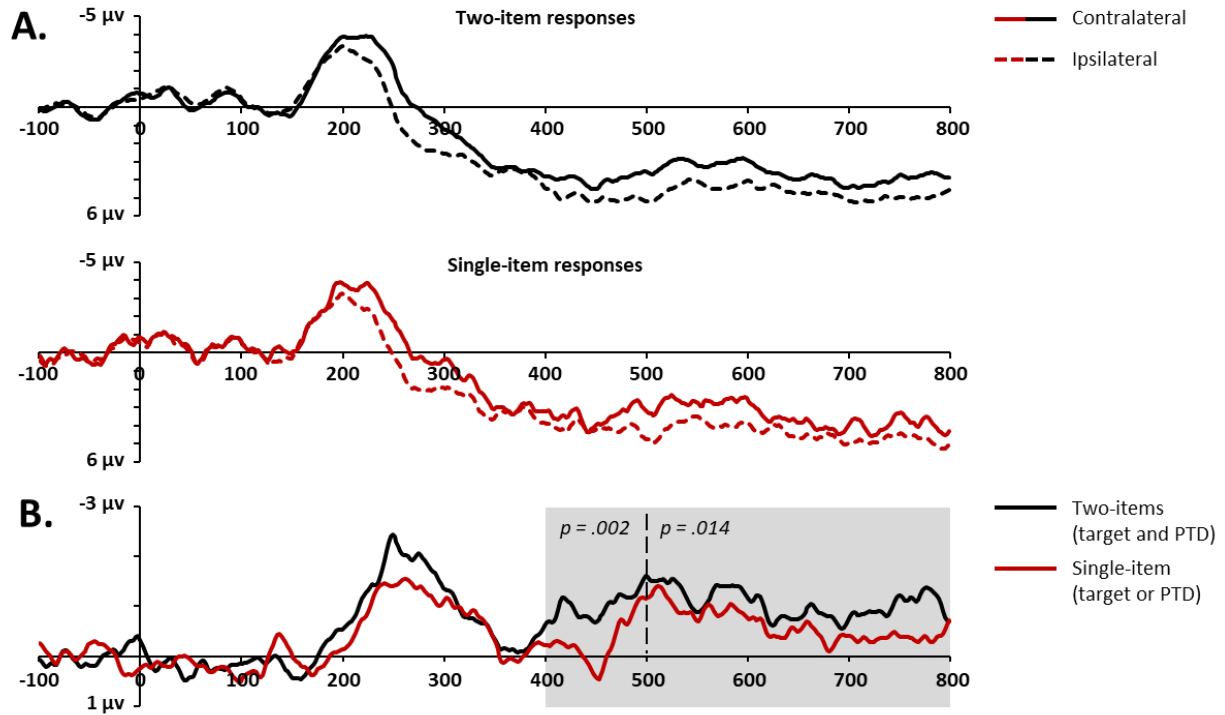 A.
-5 μv
Two-item responses
Contralateral
Ipsilateral
-100 0 100 200 300 400 500 600 700 800
6 μv
-5 μv
Single-item responses
-100 0 100 200 300 400 500 600 700 800
6 μv
B.
-3 μv
p = .002 p = .014
Two-items
(target and PTD)
Single-item
(target or PTD)
-100 0 100 200 300 400 500 600 700 800
1 μv